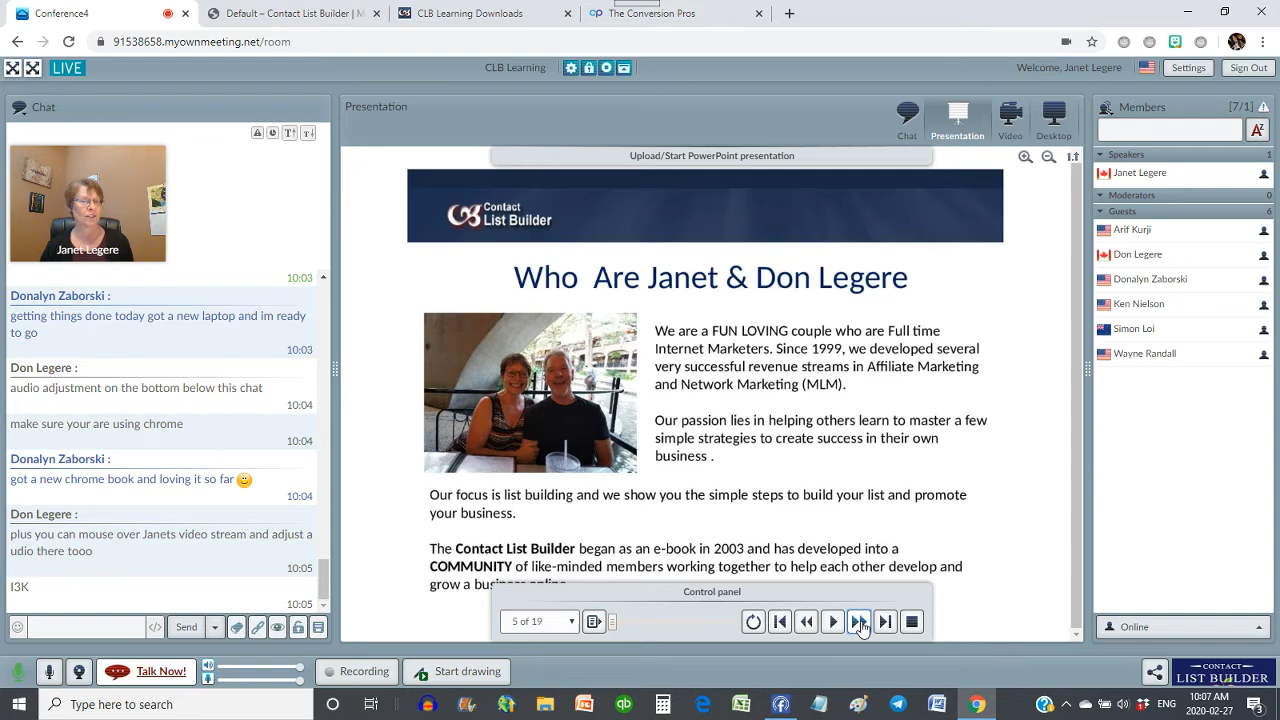 Conference4
Default – Contact List Builder | M
CLB Learning Downloads
The Conversion Pros
91538658.myownmeeting.net/room
LIVE
CLB Learning
Welcome, Janet Legere
Settings
Sign Out
Chat
Presentation
Chat
Presentation
Video
Desktop
Members
[7/1]
Upload/Start PowerPoint presentation
1:1
Speakers
1
Janet Legere
Moderators
0
Guests
6
Arif Kurji
Don Legere
Donalyn Zaborski
Ken Nielson
Simon Loi
Wayne Randall
Janet Legere
10:03
Donalyn Zaborski :
getting things done today got a new laptop and im ready
to go
10:03
Don Legere :
audio adjustment on the bottom below this chat
10:04
make sure your are using chrome
10:04
Donalyn Zaborski :
got a new chrome book and loving it so far
10:04
Don Legere :
plus you can mouse over Janets video stream and adjust a
udio there tooo
10:05
I3K
10:05
Send
Contact
List Builder
Who Are Janet & Don Legere
We are a FUN LOVING couple who are Full time
Internet Marketers. Since 1999, we developed several
very successful revenue streams in Affiliate Marketing
and Network Marketing (MLM).
Our passion lies in helping others learn to master a few
simple strategies to create success in their own
business .
Our focus is list building and we show you the simple steps to build your list and promote
your business.
The Contact List Builder began as an e-book in 2003 and has developed into a
COMMUNITY of like-minded members working together to help each other develop and
grow a business online.
Control panel
5 of 19
Online
Talk Now!
Recording
Start drawing
CONTACT
LIST BUILDER
Type here to search
ENG
10:07 AM
2020-02-27